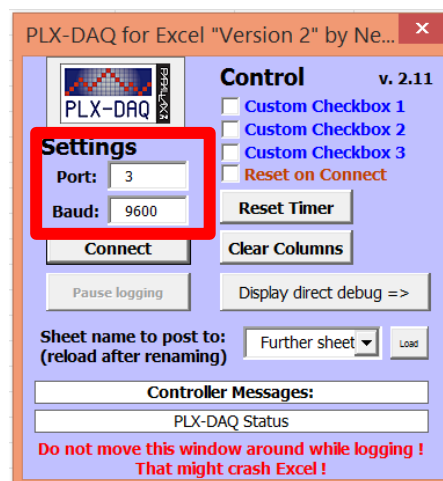 PLX-DAQ for Excel "Version 2" by Ne...
PLX-DAQ
PARALLAX
Control v. 2.11
Custom Checkbox 1
Custom Checkbox 2
Custom Checkbox 3
Reset on Connect
Settings
Port: 3
Baud: 9600
Reset Timer
Connect
Clear Columns
Pause logging
Display direct debug =>
Sheet name to post to:
(reload after renaming)
Further sheet
Load
Controller Messages:
PLX-DAQ Status
Do not move this window around while logging !
That might crash Excel !